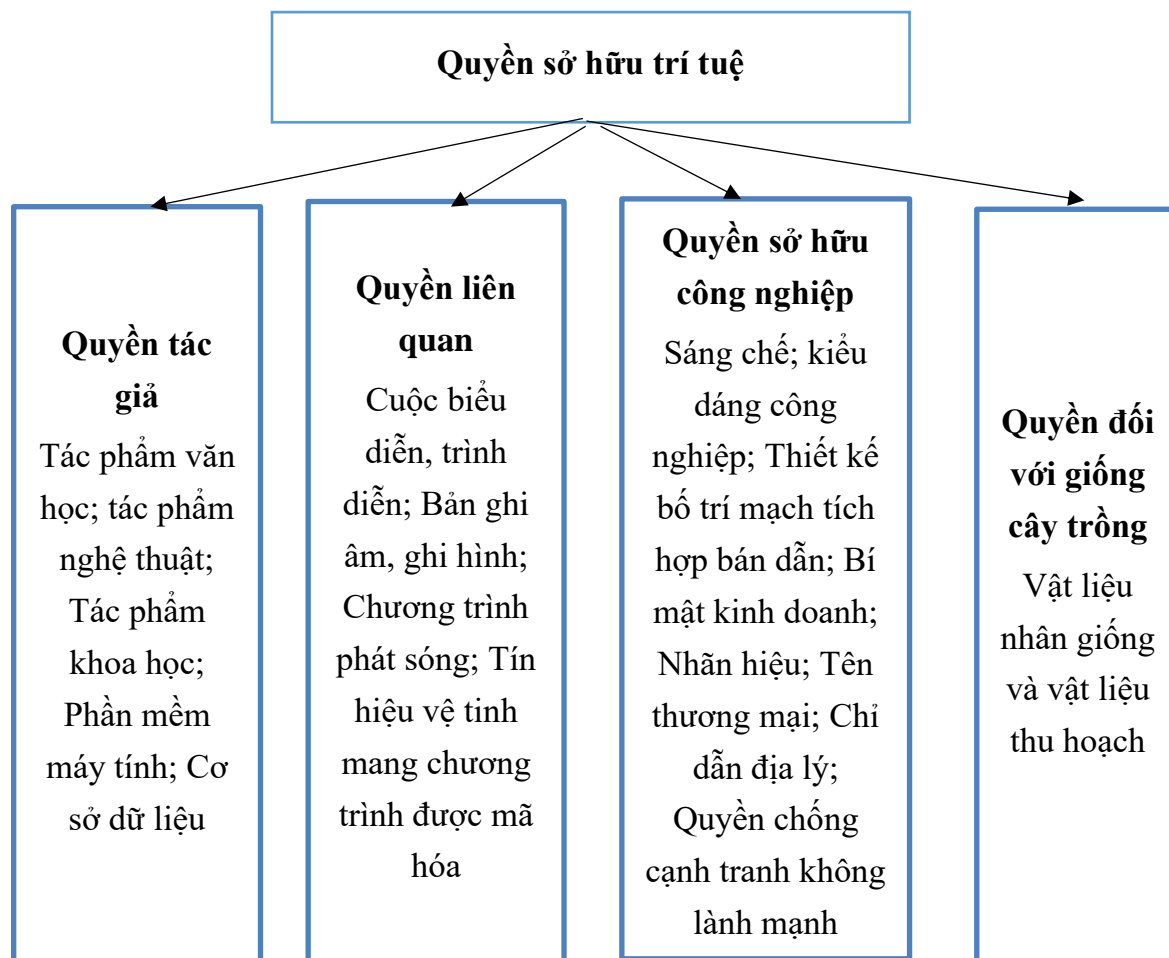 Quyền sở hữu trí tuệ
Quyền tác
giả
Tác phẩm văn
học; tác phẩm
nghệ thuật;
Tác phẩm
khoa học;
Phần mềm
máy tính; Cơ
sở dữ liệu
Quyền liên
quan
Cuộc biểu
diễn, trình
diễn; Bản ghi
âm, ghi hình;
Chương trình
phát sóng; Tín
hiệu vệ tinh
mang chương
trình được mã
hóa
Quyền sở hữu
công nghiệp
Sáng chế; kiểu
dáng công
nghiệp; Thiết kế
bố trí mạch tích
hợp bán dẫn; Bí
mật kinh doanh;
Nhãn hiệu; Tên
thương mại; Chỉ
dẫn địa lý;
Quyền chống
cạnh tranh không
lành mạnh
Quyền đối
với giống
cây trồng
Vật liệu
nhân giống
và vật liệu
thu hoạch